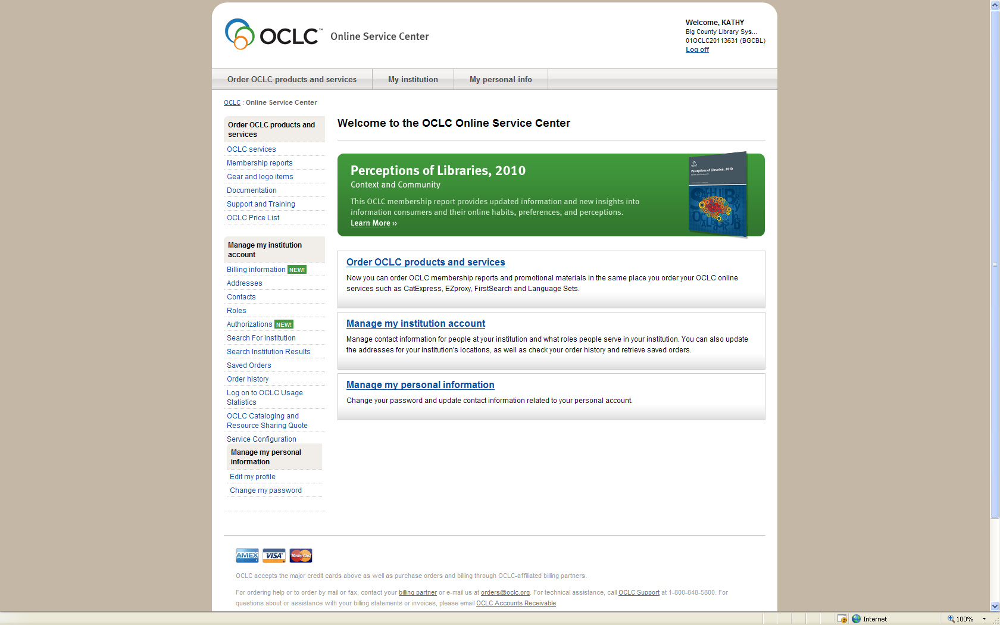 OCLC™ Online Service Center
Welcome, KATHY
Big County Library Sys...
01OCLC20113631 (BGCBL)
Log off
Order OCLC products and services
My institution
My personal info
OCLC : Online Service Center
Order OCLC products and
services
OCLC services
Membership reports
Gear and logo items
Documentation
Support and Training
OCLC Price List
Manage my institution
account
Billing information NEW!
Addresses
Contacts
Roles
Authorizations NEW!
Search For Institution
Search Institution Results
Saved Orders
Order history
Log on to OCLC Usage
Statistics
OCLC Cataloging and
Resource Sharing Quote
Service Configuration
Manage my personal
information
Edit my profile
Change my password
Welcome to the OCLC Online Service Center
Perceptions of Libraries, 2010
Context and Community
This OCLC membership report provides updated information and new insights into
information consumers and their online habits, preferences, and perceptions.
Learn More ››
OCLC
Perceptions of Libraries, 2010
Order OCLC products and services
Now you can order OCLC membership reports and promotional materials in the same place you order your OCLC online
services such as CatExpress, EZproxy, FirstSearch and Language Sets.
Manage my institution account
Manage contact information for people at your institution and what roles people serve in your institution. You can also update
the addresses for your institution's locations, as well as check your order history and retrieve saved orders.
Manage my personal information
Change your password and update contact information related to your personal account.
AMEX VISA MasterCard
OCLC accepts the major credit cards above as well as purchase orders and billing through OCLC-affiliated billing partners.
For ordering help or to order by mail or fax, contact your billing partner or e-mail us at orders@oclc.org. For technical assistance, call OCLC Support at 1-800-848-5800. For
questions about or assistance with your billing statements or invoices, please email OCLC Accounts Receivable.
Internet
100%